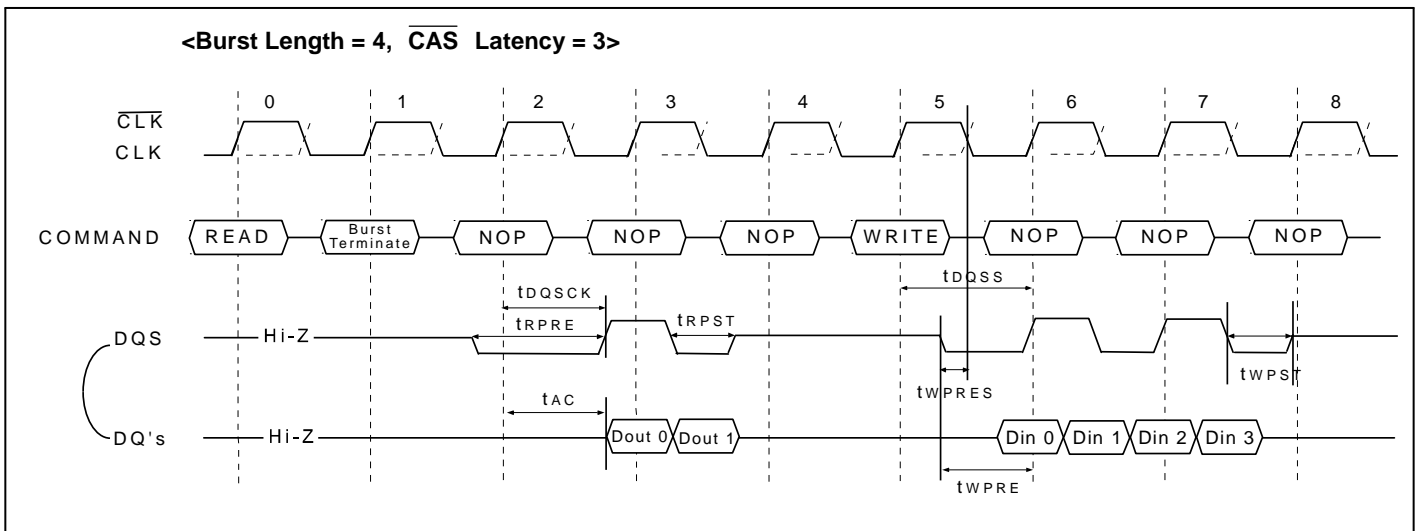 <Burst Length = 4, CAS Latency = 3>
0 1 2 3 4 5 6 7 8
CLK
CLK
COMMAND READ Burst Terminate NOP NOP NOP WRITE NOP NOP NOP
tDQSS
tDQSCK
tRPRE tRPST
DQS Hi-Z
tWPRES tWPST
tAC
DQ's Hi-Z Dout 0 Dout 1 Din 0 Din 1 Din 2 Din 3
tWPRE